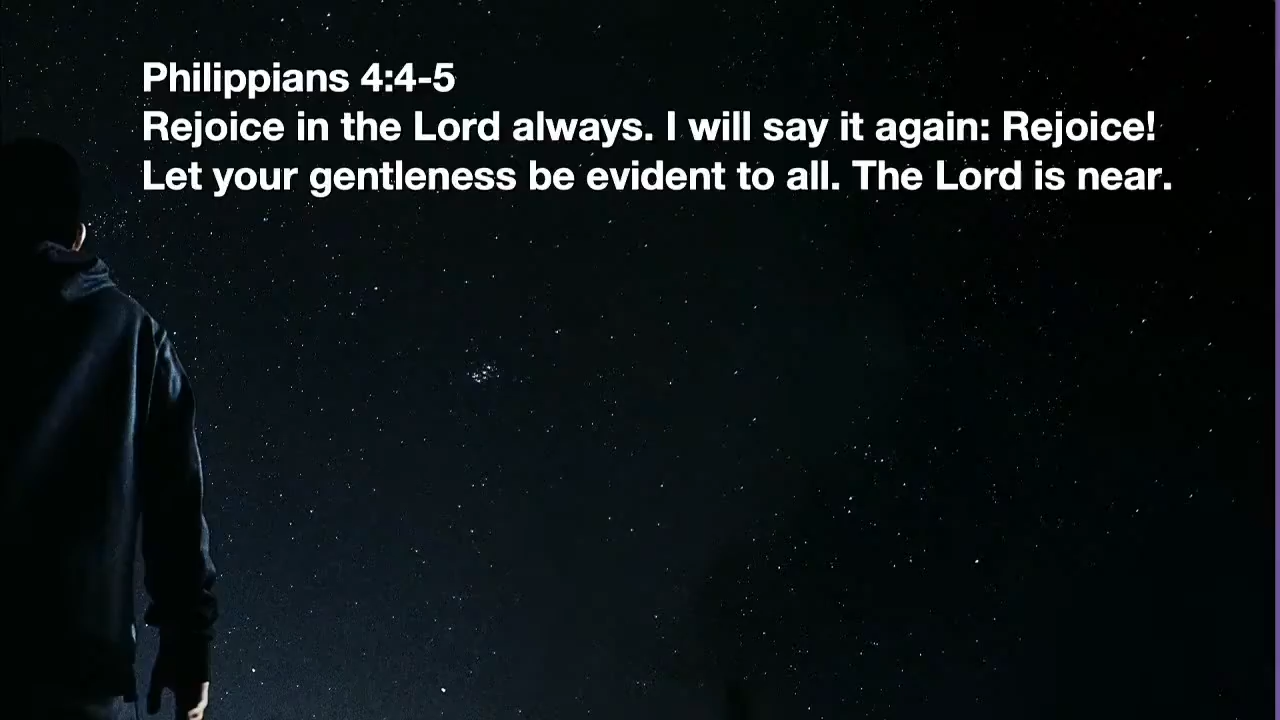 Philippians 4:4-5
Rejoice in the Lord always. I will say it again: Rejoice!
Let your gentleness be evident to all. The Lord is near.